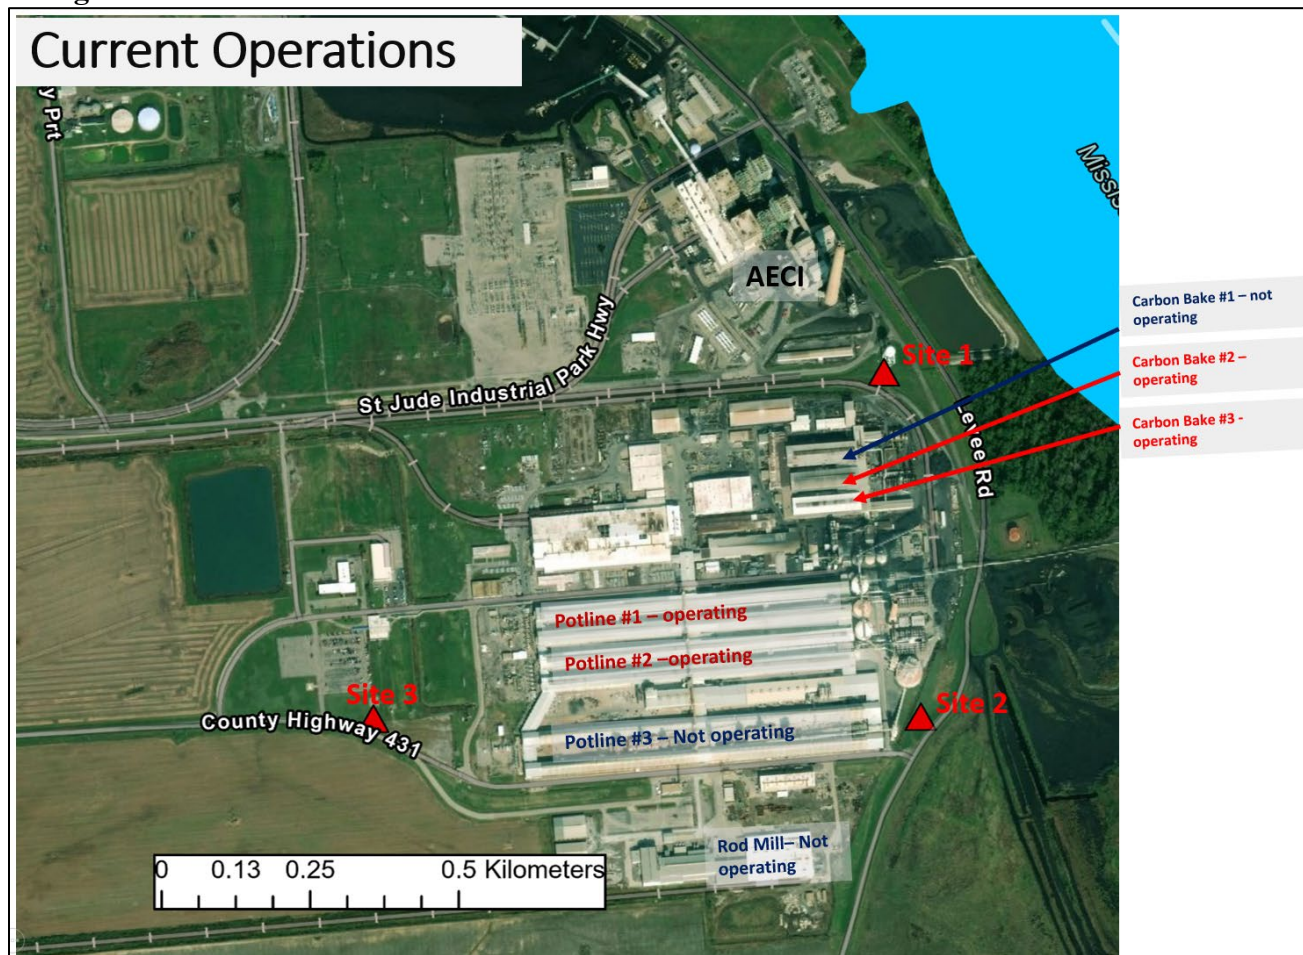 Current Operations
y Prt
Missis
AECI
Carbon Bake #1 – not
operating
Carbon Bake #2 –
operating
Carbon Bake #3 -
operating
Site 1
St Jude Industrial Park Hwy
Levee Rd
Potline #1 – operating
Potline #2 –operating
Site 3
Site 2
County Highway 431
Potline #3 – Not operating
Rod Mill– Not
operating
0 0.13 0.25 0.5 Kilometers